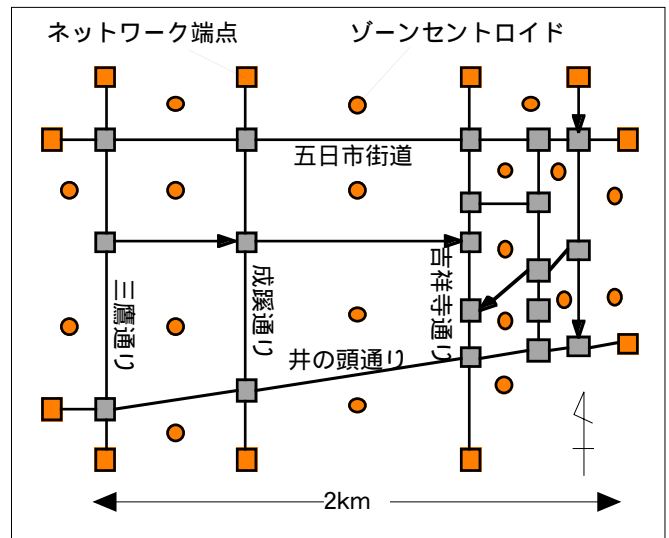 ネットワーク端点
ゾーンセントロイド
五日市街道
三鷹通り
成蹊通り
吉祥寺通り
井の頭通り
2km